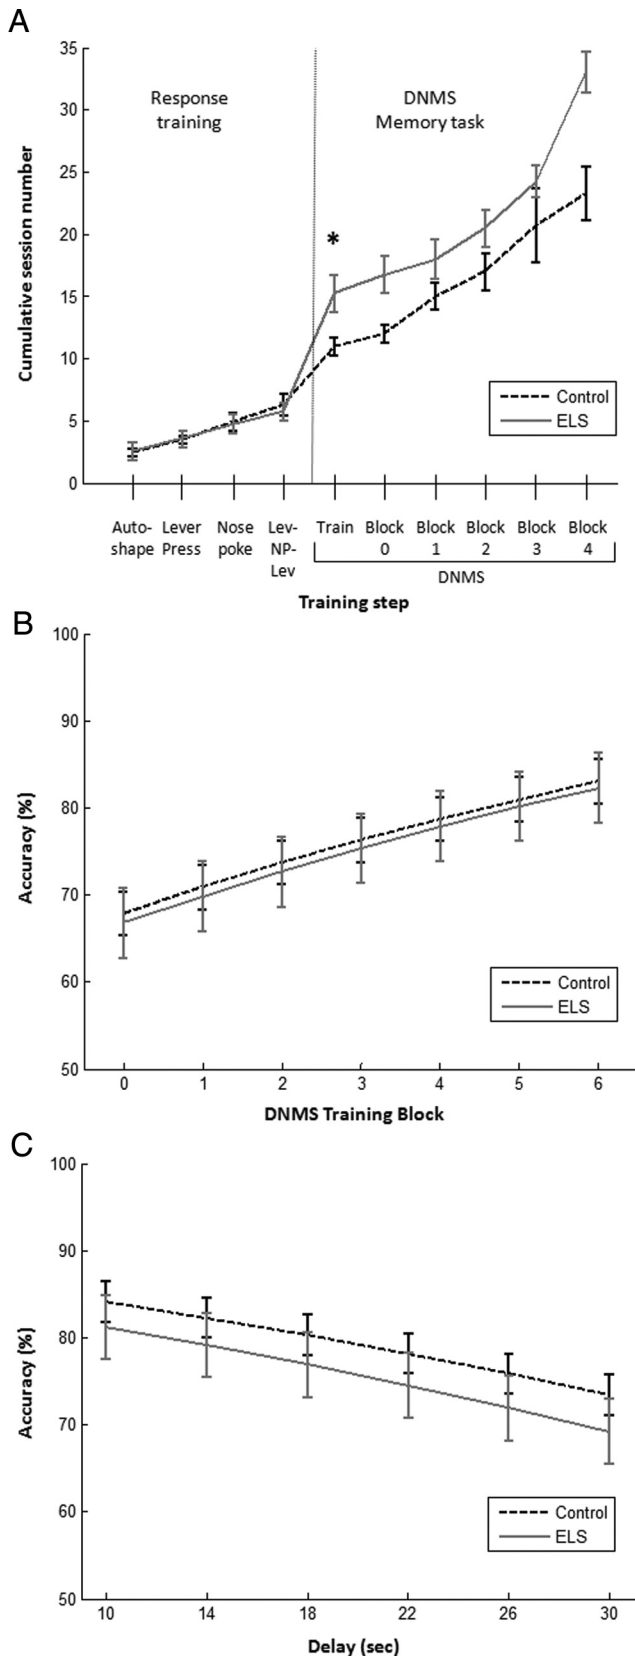 A
35
30
25
20
15
10
5
0
Cumulative session number
Response
training
DNMS
Memory task
*
Control
ELS
Auto-
shape
Lever
Press
Nose
poke
Lev-
NP-
Lev
Train
Block
0
Block
1
Block
2
Block
3
Block
4
DNMS
Training step
B
100
90
80
70
60
50
Accuracy (%)
Control
ELS
0 1 2 3 4 5 6
DNMS Training Block
C
100
90
80
70
60
50
Accuracy (%)
Control
ELS
10 14 18 22 26 30
Delay (sec)